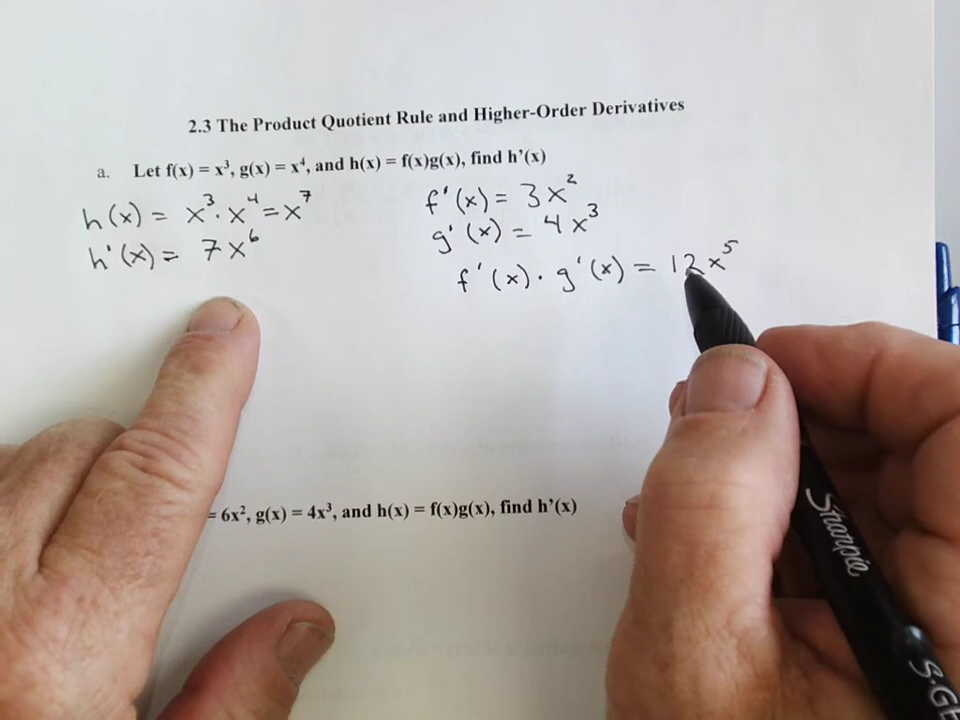 2.3 The Product Quotient Rule and Higher-Order Derivatives
a. Let f(x) = x³, g(x) = x⁴, and h(x) = f(x)g(x), find h’(x)
h(x) = x³·x⁴=x⁷
f'(x) = 3x²
h'(x) = 7x⁶
g'(x) = 4x³
f'(x)·g'(x) = 12x⁵
= 6x², g(x) = 4x³, and h(x) = f(x)g(x), find h’(x)
Sharpie
S.GE